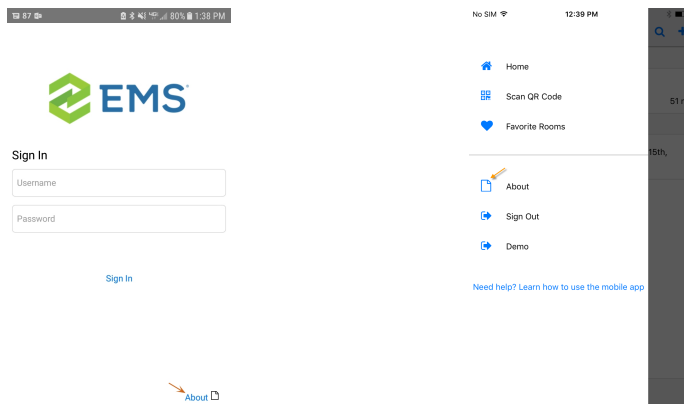 87
80% 1:38 PM
EMS
Sign In
Username
Password
Sign In
About
No SIM 12:39 PM
Home
Scan QR Code
Favorite Rooms
About
Sign Out
Demo
Need help? Learn how to use the mobile app
51
15th,